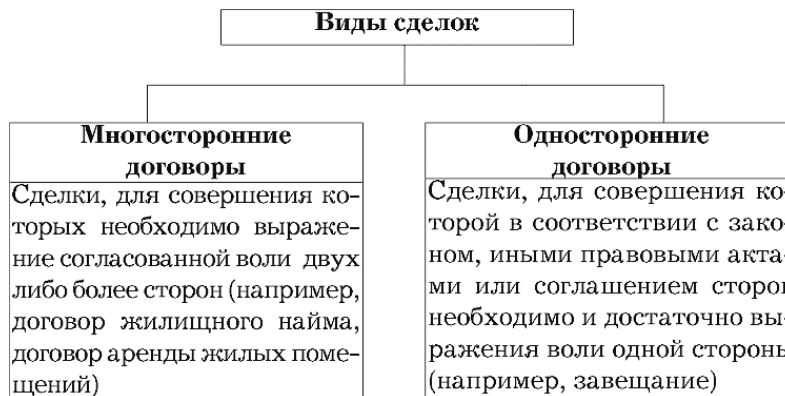 Виды сделок
Многосторонние
договоры
Сделки, для совершения ко-
торых необходимо выраже-
ние согласованной воли двух
либо более сторон (например,
договор жилищного найма,
договор аренды жилых поме-
щений)
Односторонние
договоры
Сделки, для совершения ко-
торой в соответствии с зако-
ном, иными правовыми акта-
ми или соглашением сторон
необходимо и достаточно вы-
ражения воли одной стороны
(например, завещание)